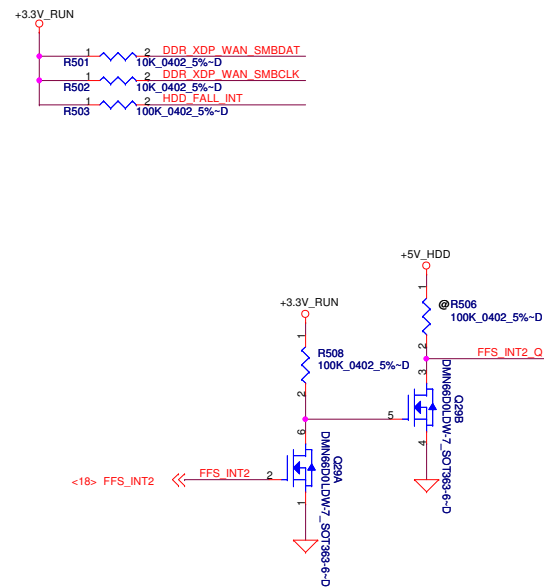 +3.3V_RUN
1 2 DDR_XDP_WAN_SMBDAT
R501 10K_0402_5%~D
1 2 DDR_XDP_WAN_SMBCLK
R502 10K_0402_5%~D
1 2 HDD_FALL_INT
R503 100K_0402_5%~D
+5V_HDD
1
@R506
100K_0402_5%~D
2
FFS_INT2_Q
+3.3V_RUN
1
R508
100K_0402_5%~D
2
3
5
4
Q29B
DMN66D0LDW-7_SOT363-6~D
6
2
1
Q29A
DMN66D0LDW-7_SOT363-6~D
<18> FFS_INT2
FFS_INT2